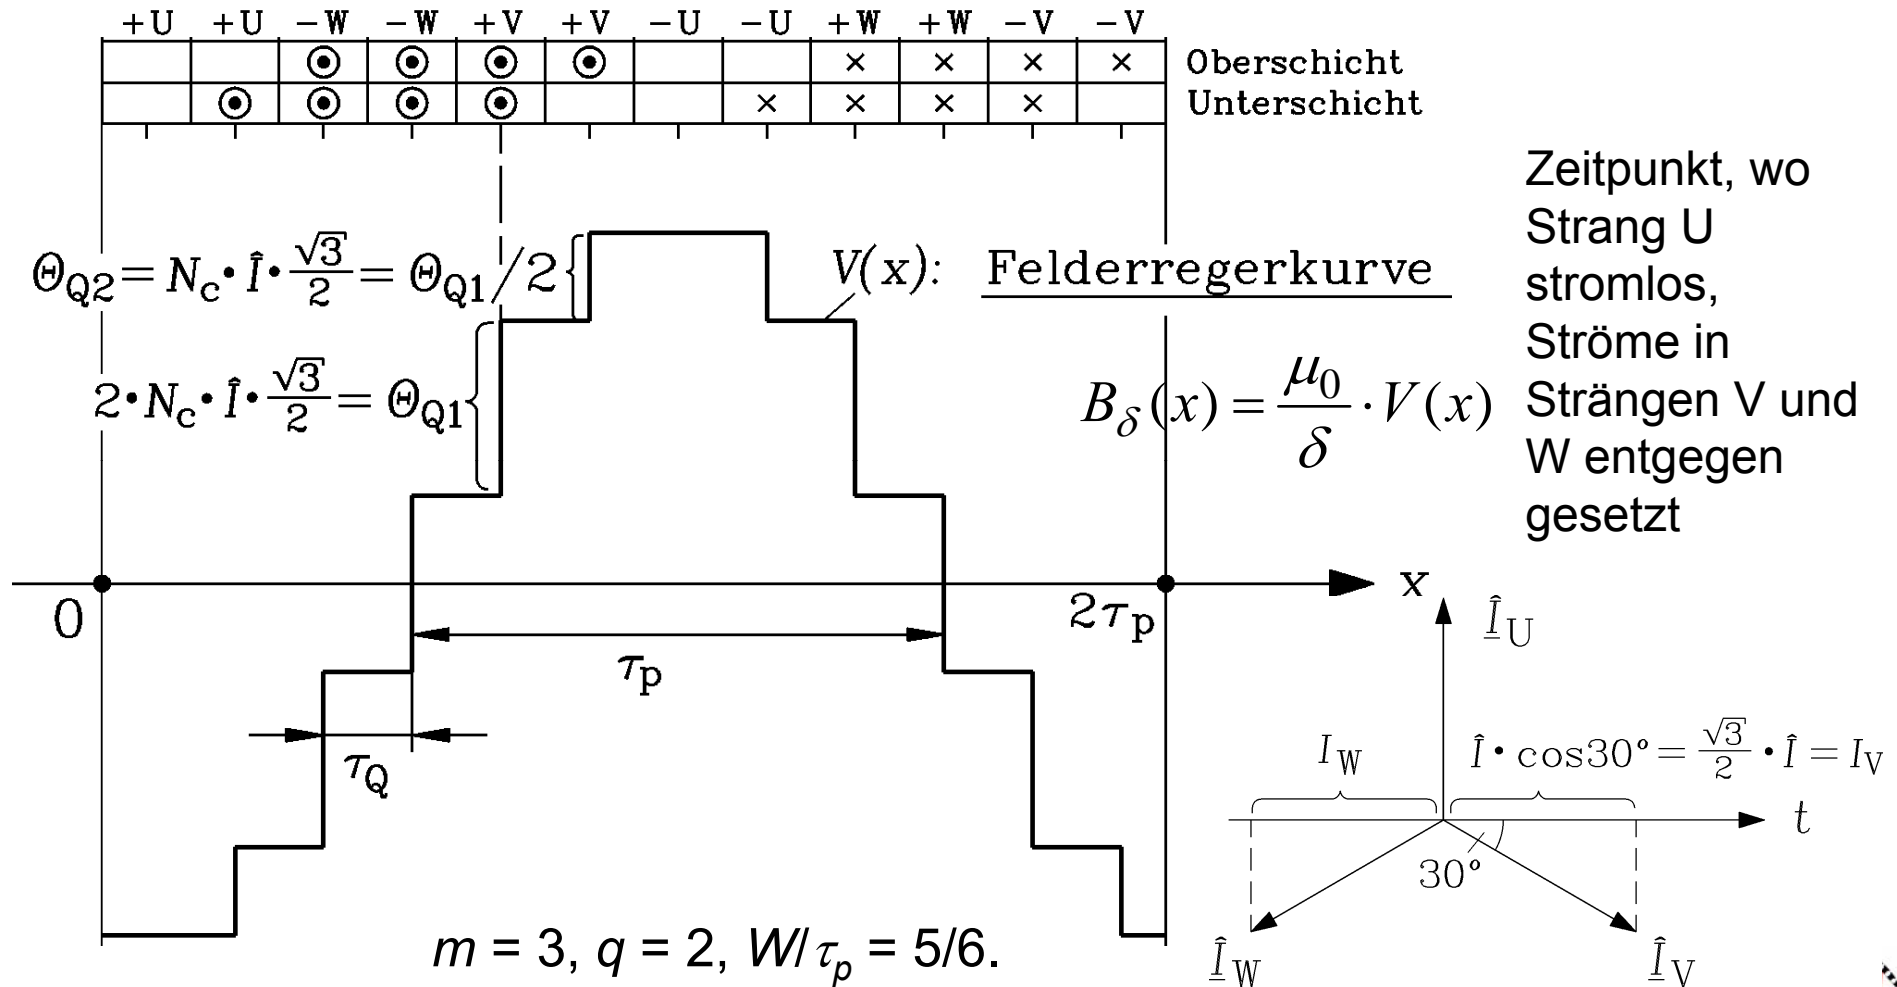 +U +U −W −W +V +V −U −U +W +W −V −V
Oberschicht
Unterschicht
Θ_Q2 = N_c • Î • √3/2 = Θ_Q1/2
V(x): Felderregerkurve
2 • N_c • Î • √3/2 = Θ_Q1
B_δ(x) = μ_0/δ · V(x)
Zeitpunkt, wo
Strang U
stromlos,
Ströme in
Strängen V und
W entgegen
gesetzt
0
2τ_p
x
τ_p
τ_Q
m = 3, q = 2, W/τ_p = 5/6.
Î_U
I_W
Î • cos30° = √3/2 • Î = I_V
t
30°
Î_W
Î_V